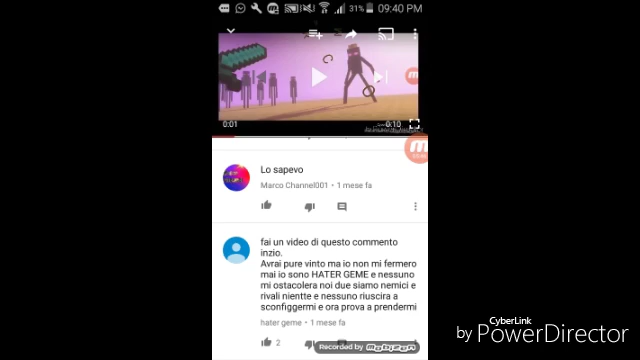 31% 09:40 PM
0:01
0:10
Lo sapevo
Marco Channel001 • 1 mese fa
fai un video di questo commento
inzio.
Avrai pure vinto ma io non mi fermero
mai io sono HATER GEME e nessuno
mi ostacolera noi due siamo nemici e
rivali nientte e nessuno riuscira a
sconfiggermi e ora prova a prendermi
hater geme • 1 mese fa
2
Recorded by Mobizen
CyberLink
by PowerDirector